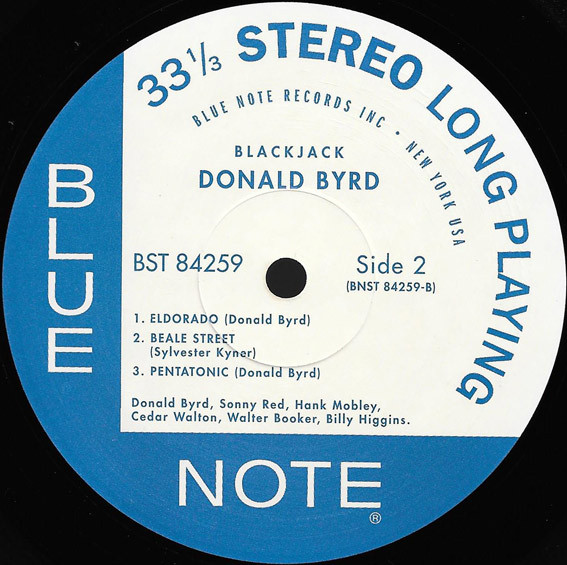 33⅓ STEREO LONG PLAYING
BLUE NOTE RECORDS INC • NEW YORK USA
BLACKJACK
DONALD BYRD
BST 84259
Side 2
(BNST 84259-B)
1. ELDORADO (Donald Byrd)
2. BEALE STREET
(Sylvester Kyner)
3. PENTATONIC (Donald Byrd)
Donald Byrd, Sonny Red, Hank Mobley,
Cedar Walton, Walter Booker, Billy Higgins.
BLUE
NOTE®